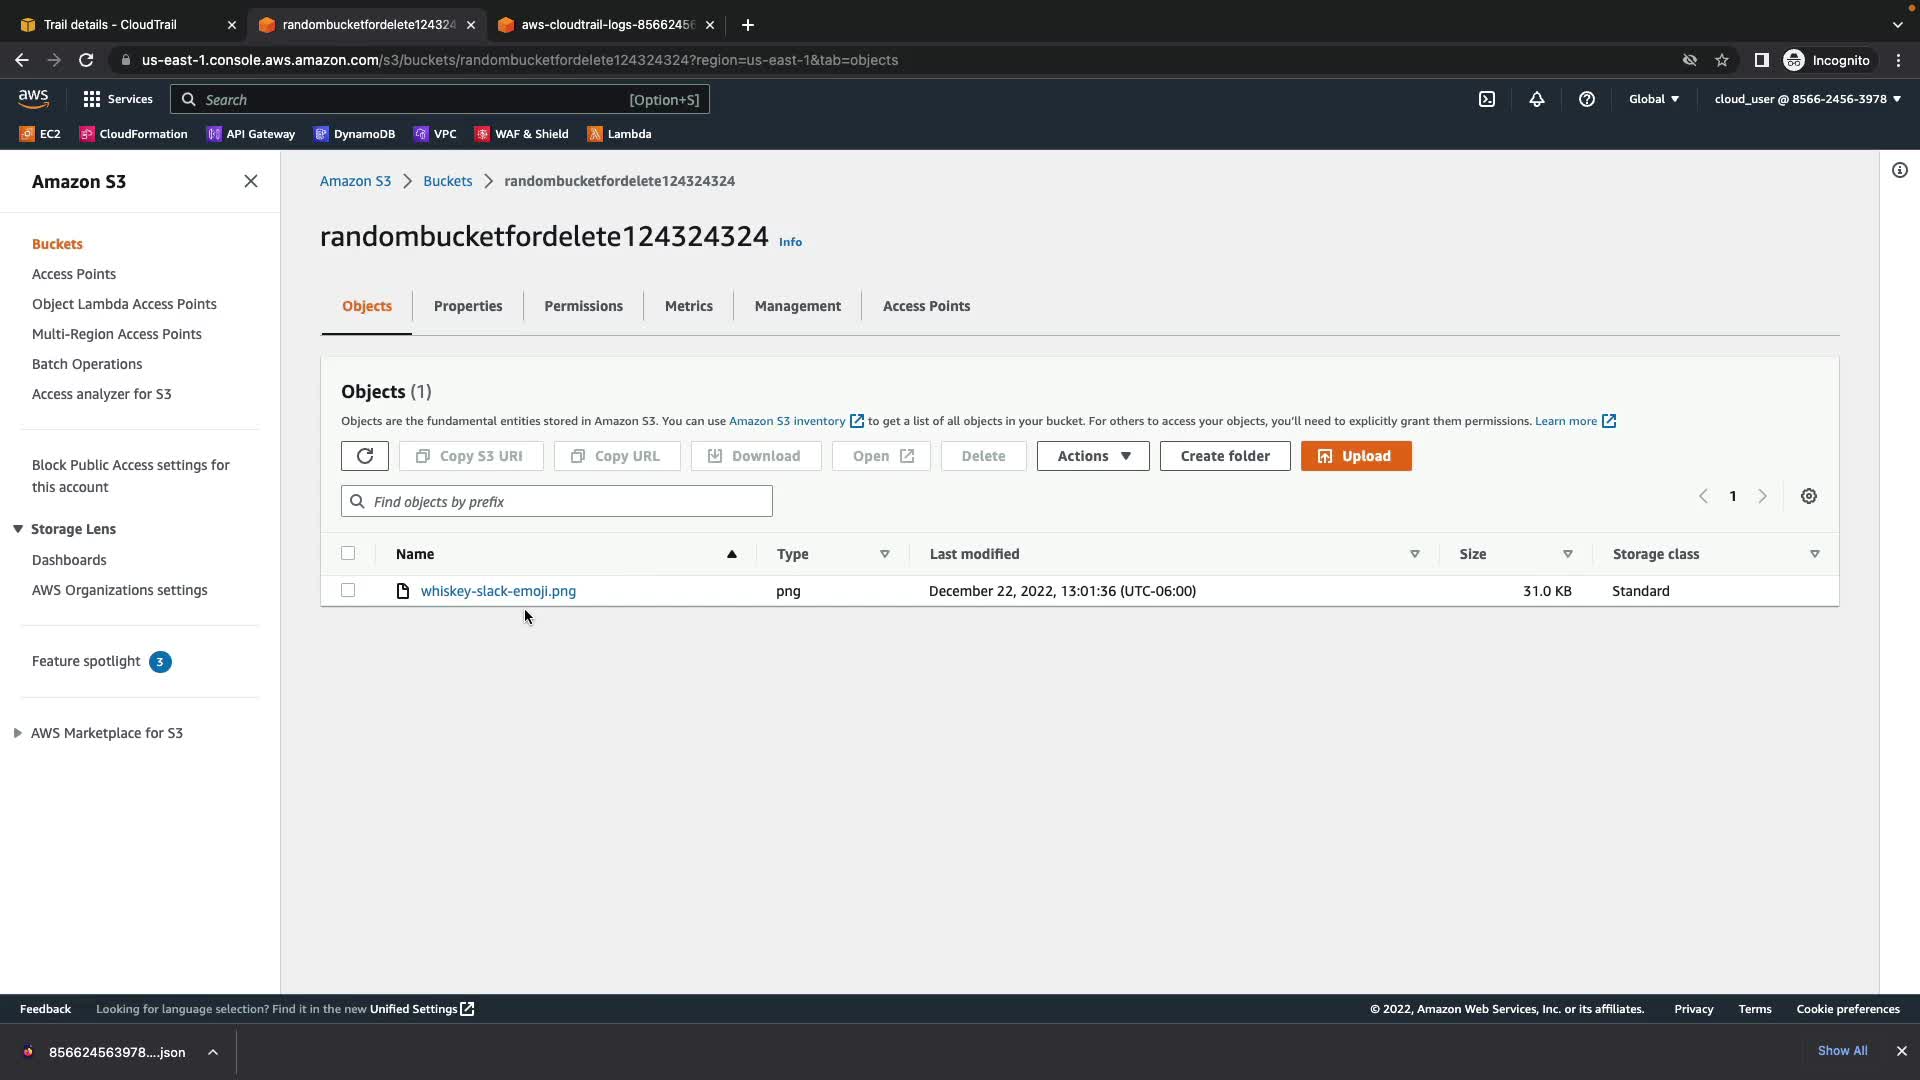 Trail details - CloudTrail
randombucketfordelete124324
aws-cloudtrail-logs-85662456
us-east-1.console.aws.amazon.com/s3/buckets/randombucketfordelete124324324?region=us-east-1&tab=objects
Incognito
aws
Services
Search
[Option+S]
Global
cloud_user @ 8566-2456-3978
EC2
CloudFormation
API Gateway
DynamoDB
VPC
WAF & Shield
Lambda
Amazon S3
Buckets
Access Points
Object Lambda Access Points
Multi-Region Access Points
Batch Operations
Access analyzer for S3
Block Public Access settings for
this account
Storage Lens
Dashboards
AWS Organizations settings
Feature spotlight 3
AWS Marketplace for S3
Amazon S3 > Buckets > randombucketfordelete124324324
randombucketfordelete124324324 Info
Objects
Properties
Permissions
Metrics
Management
Access Points
Objects (1)
Objects are the fundamental entities stored in Amazon S3. You can use Amazon S3 inventory to get a list of all objects in your bucket. For others to access your objects, you'll need to explicitly grant them permissions. Learn more
Copy S3 URI
Copy URL
Download
Open
Delete
Actions
Create folder
Upload
Find objects by prefix
1
Name
Type
Last modified
Size
Storage class
whiskey-slack-emoji.png
png
December 22, 2022, 13:01:36 (UTC-06:00)
31.0 KB
Standard
Feedback
Looking for language selection? Find it in the new Unified Settings
© 2022, Amazon Web Services, Inc. or its affiliates.
Privacy
Terms
Cookie preferences
856624563978....json
Show All